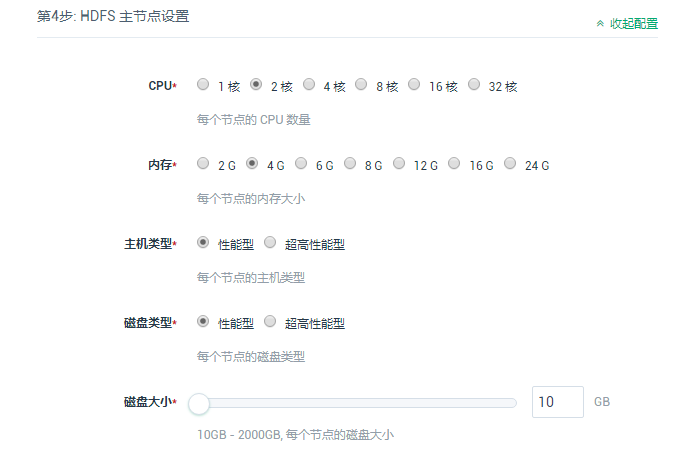 第4步: HDFS 主节点设置
收起配置
CPU* 1 核 2 核 4 核 8 核 16 核 32 核
每个节点的 CPU 数量
内存* 2 G 4 G 6 G 8 G 12 G 16 G 24 G
每个节点的内存大小
主机类型* 性能型 超高性能型
每个节点的主机类型
磁盘类型* 性能型 超高性能型
每个节点的磁盘类型
磁盘大小* 10 GB
10GB - 2000GB, 每个节点的磁盘大小